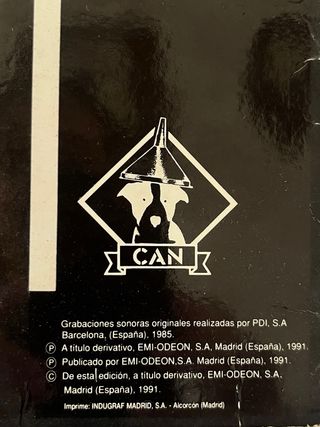 CAN
Grabaciones sonoras originales realizadas por PDI, S.A
Barcelona, (España), 1985.
Ⓟ A título derivativo, EMI-ODEON, S.A, Madrid (España), 1991.
Ⓟ Publicado por EMI-ODEON,S.A. Madrid (España), 1991.
Ⓒ De esta edición, a título derivativo, EMI-ODEON, S.A,
Madrid (España), 1991.
Imprime: INDUGRAF MADRID, S.A. - Alcorcón (Madrid)